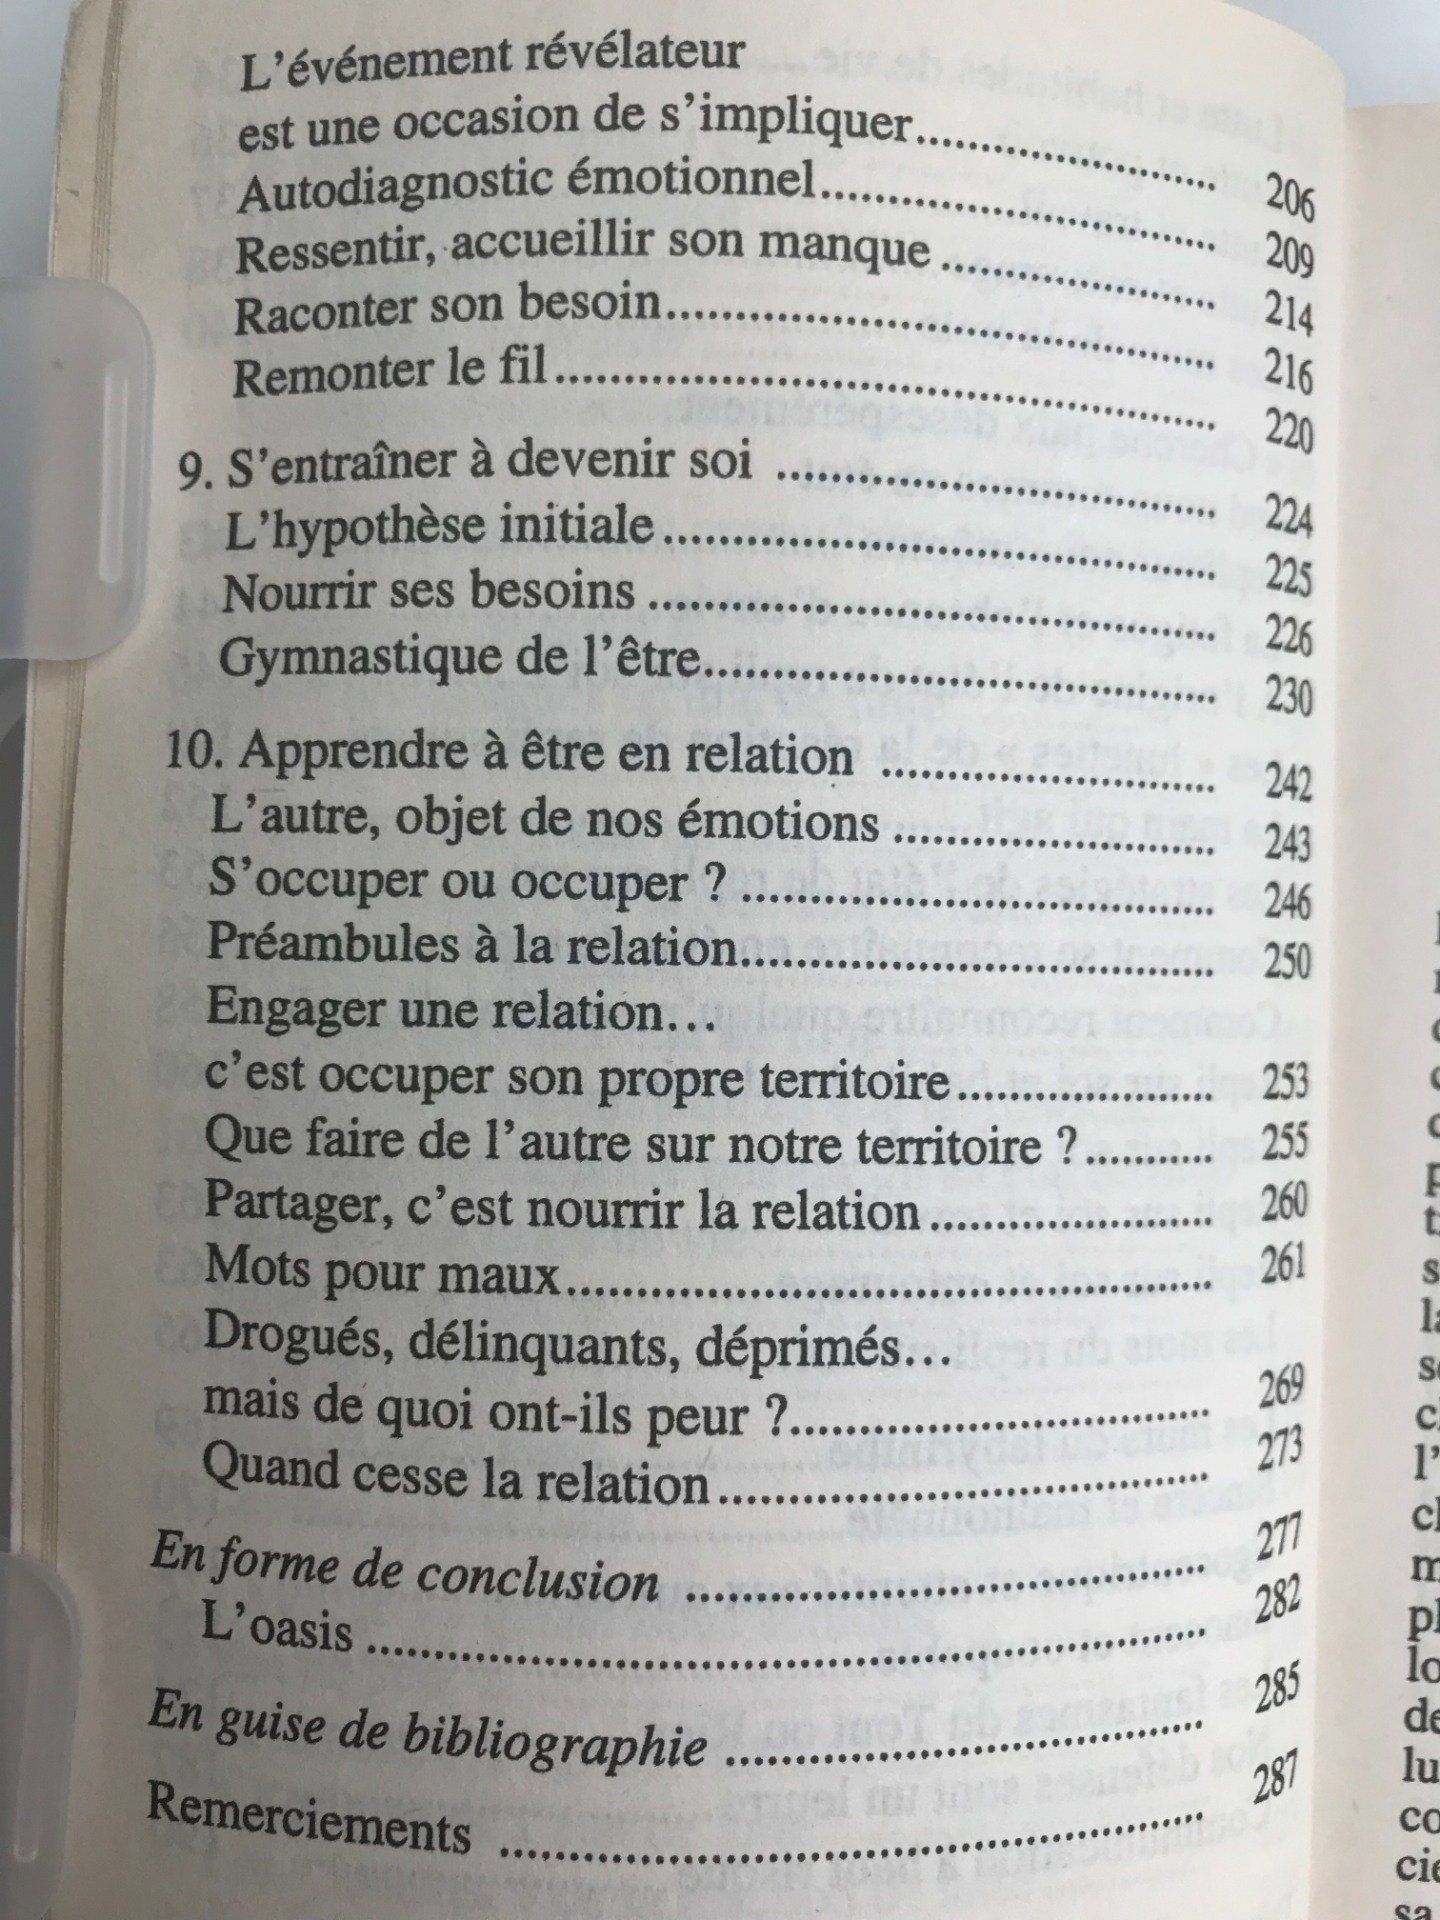 L'événement révélateur
est une occasion de s'impliquer........................ 206
Autodiagnostic émotionnel............................... 209
Ressentir, accueillir son manque ........................ 214
Raconter son besoin........................................ 216
Remonter le fil................................................ 220
9. S'entraîner à devenir soi ................................ 224
L'hypothèse initiale.......................................... 225
Nourrir ses besoins .......................................... 226
Gymnastique de l'être...................................... 230
10. Apprendre à être en relation .......................... 242
L'autre, objet de nos émotions ......................... 243
S'occuper ou occuper ? .................................... 246
Préambules à la relation................................... 250
Engager une relation...
c'est occuper son propre territoire.................... 253
Que faire de l'autre sur notre territoire ?........... 255
Partager, c'est nourrir la relation ...................... 260
Mots pour maux............................................... 261
Drogués, délinquants, déprimés...
mais de quoi ont-ils peur ?............................... 269
Quand cesse la relation..................................... 273
En forme de conclusion ..................................... 277
L'oasis ............................................................. 282
En guise de bibliographie .................................. 285
Remerciements .................................................. 287